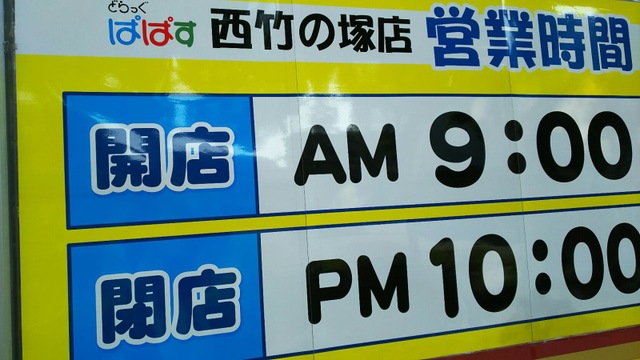 どらっぐ
ぱぱす 西竹の塚店 営業時間
開店 AM 9:00
閉店 PM 10:00